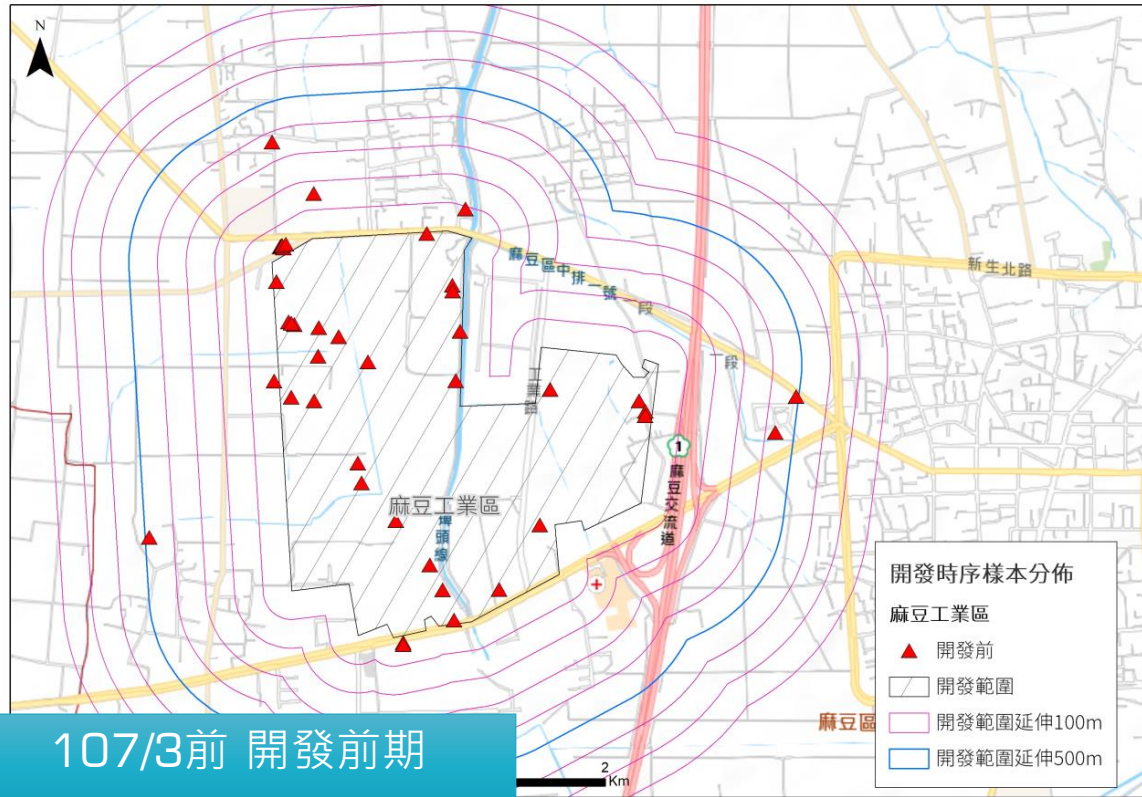 N
新生北路
麻豆區中排一號
一段
一段
工業路
1
麻豆交流道
麻豆工業區
埤頭線
麻豆區
開發時序樣本分佈
麻豆工業區
開發前
開發範圍
開發範圍延伸100m
開發範圍延伸500m
107/3前 開發前期
2
Km